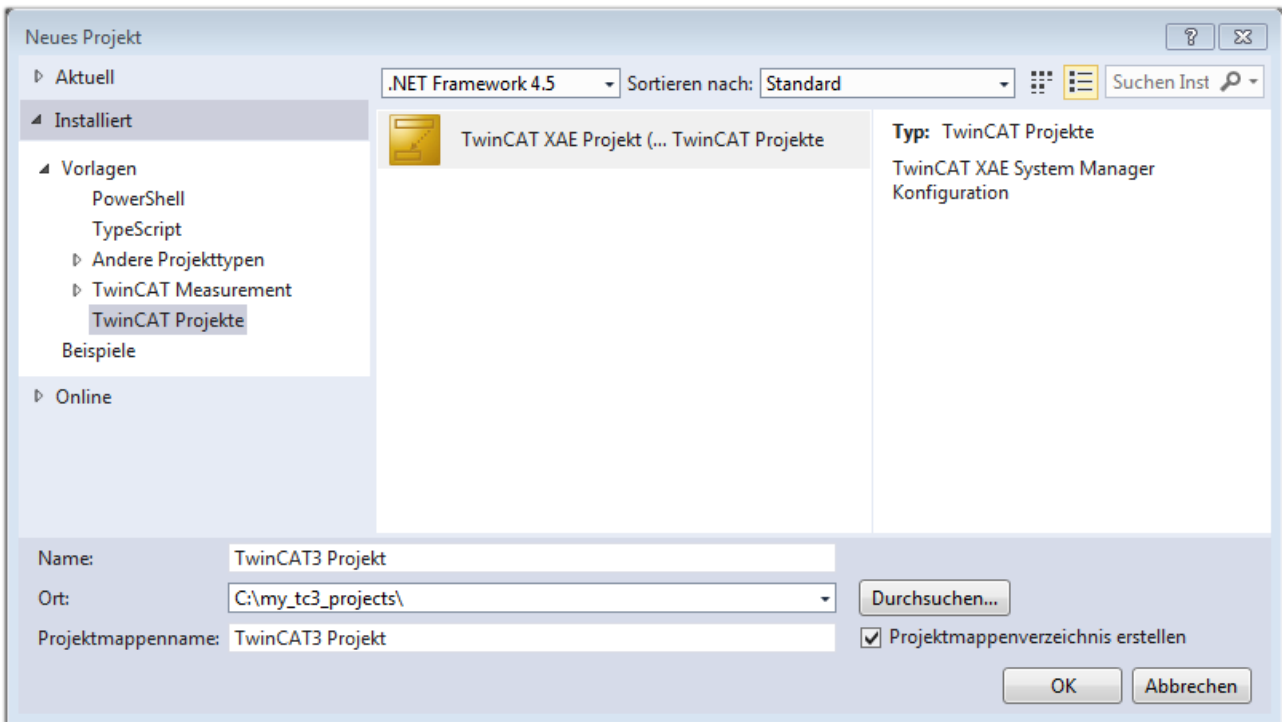 Neues Projekt
Aktuell
.NET Framework 4.5 Sortieren nach: Standard Suchen Inst
Installiert
Vorlagen
PowerShell
TypeScript
Andere Projekttypen
TwinCAT Measurement
TwinCAT Projekte
Beispiele
Online
TwinCAT XAE Projekt (... TwinCAT Projekte
Typ: TwinCAT Projekte
TwinCAT XAE System Manager
Konfiguration
Name: TwinCAT3 Projekt
Ort: C:\my_tc3_projects\ Durchsuchen...
Projektmappenname: TwinCAT3 Projekt Projektmappenverzeichnis erstellen
OK Abbrechen